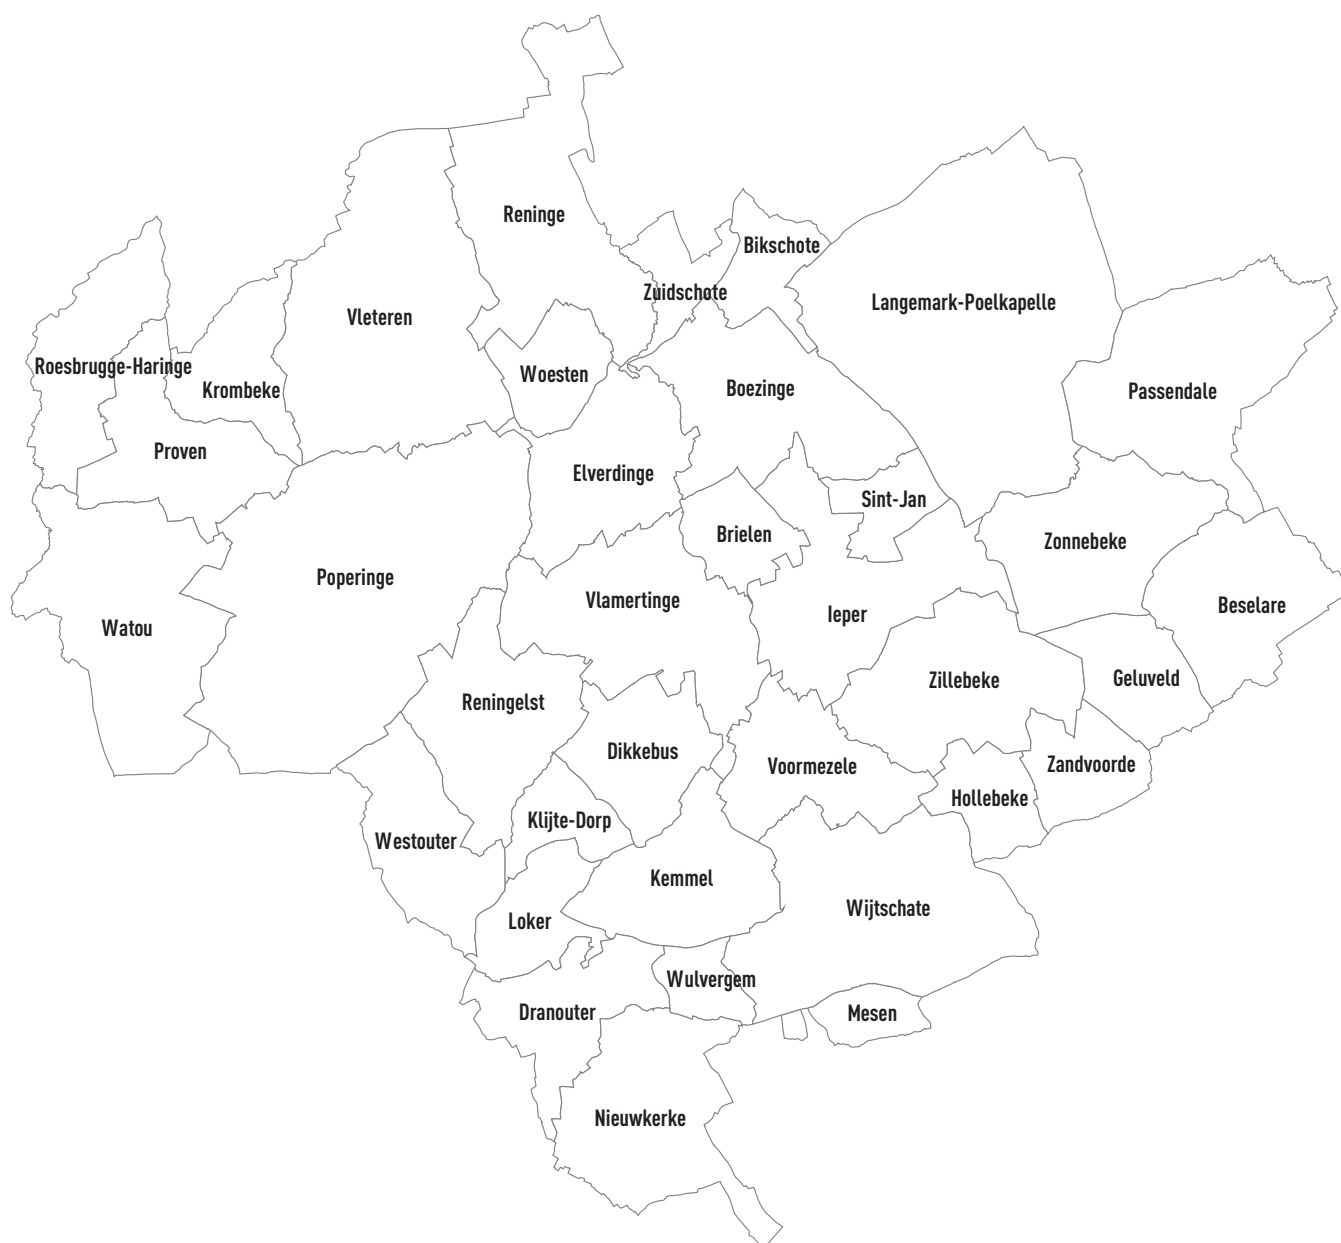 Reninge
Bikschote
Zuidschote
Langemark-Poelkapelle
Vleteren
Roesbrugge-Haringe
Woesten
Krombeke
Boezinge
Passendale
Proven
Elverdinge
Sint-Jan
Brielen
Zonnebeke
Poperinge
Vlamertinge
Beselare
Ieper
Watou
Geluveld
Zillebeke
Reningelst
Dikkebus
Voormezele
Zandvoorde
Hollebeke
Klijte-Dorp
Westouter
Kemmel
Wijtschate
Loker
Wulvergem
Dranouter
Mesen
Nieuwkerke